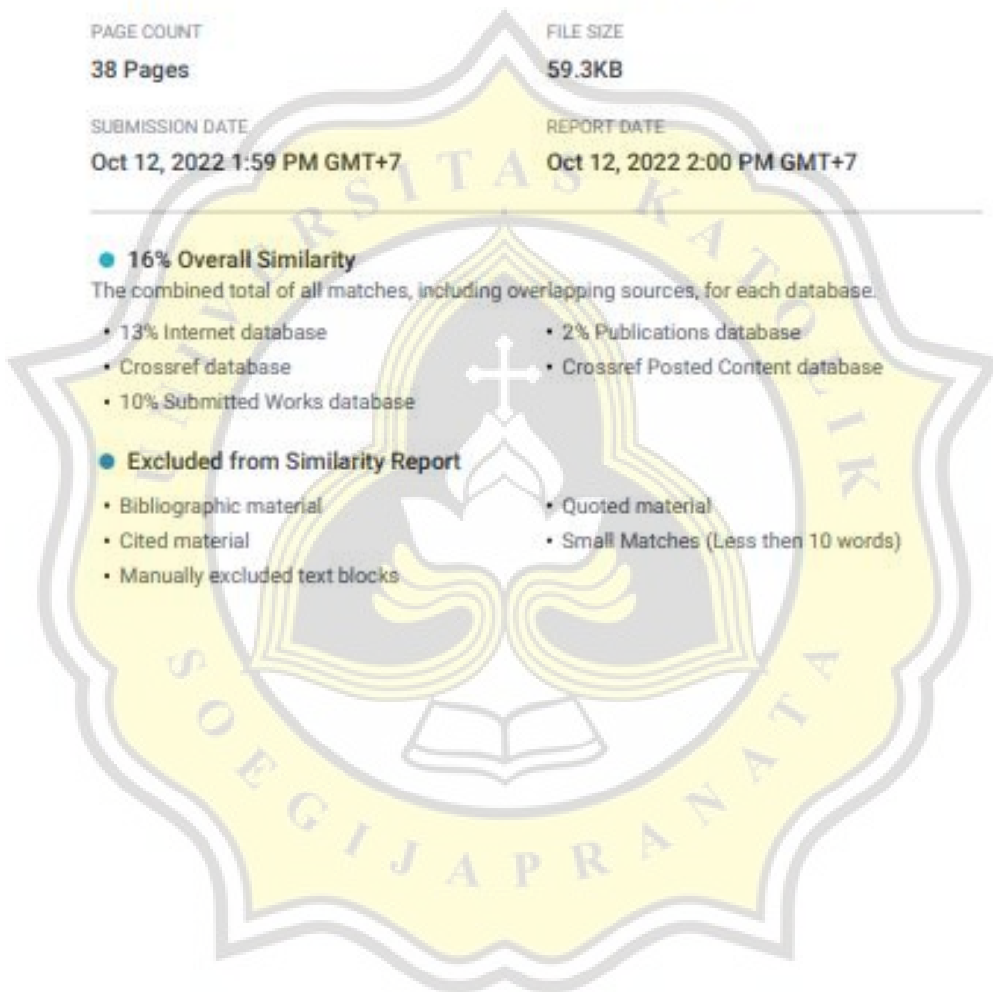 PAGE COUNT
38 Pages
FILE SIZE
59.3KB
SUBMISSION DATE
Oct 12, 2022 1:59 PM GMT+7
REPORT DATE
Oct 12, 2022 2:00 PM GMT+7
16% Overall Similarity
The combined total of all matches, including overlapping sources, for each database.
• 13% Internet database
• 2% Publications database
• Crossref database
• Crossref Posted Content database
• 10% Submitted Works database
Excluded from Similarity Report
• Bibliographic material
• Quoted material
• Cited material
• Small Matches (Less then 10 words)
• Manually excluded text blocks
UNIVERSITAS KATOLIK
SOEGIJAPRANATA